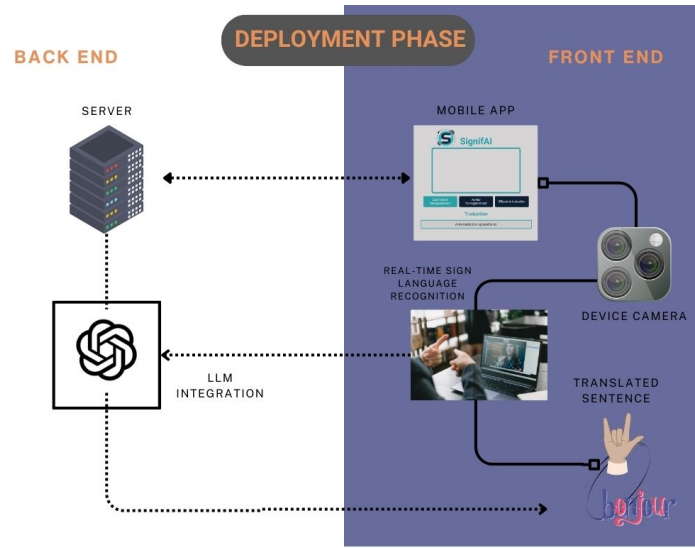 DEPLOYMENT PHASE
BACK END
FRONT END
SERVER
MOBILE APP
SignifAI
Traduction
REAL-TIME SIGN
LANGUAGE
RECOGNITION
DEVICE CAMERA
LLM
INTEGRATION
TRANSLATED
SENTENCE
bonjour